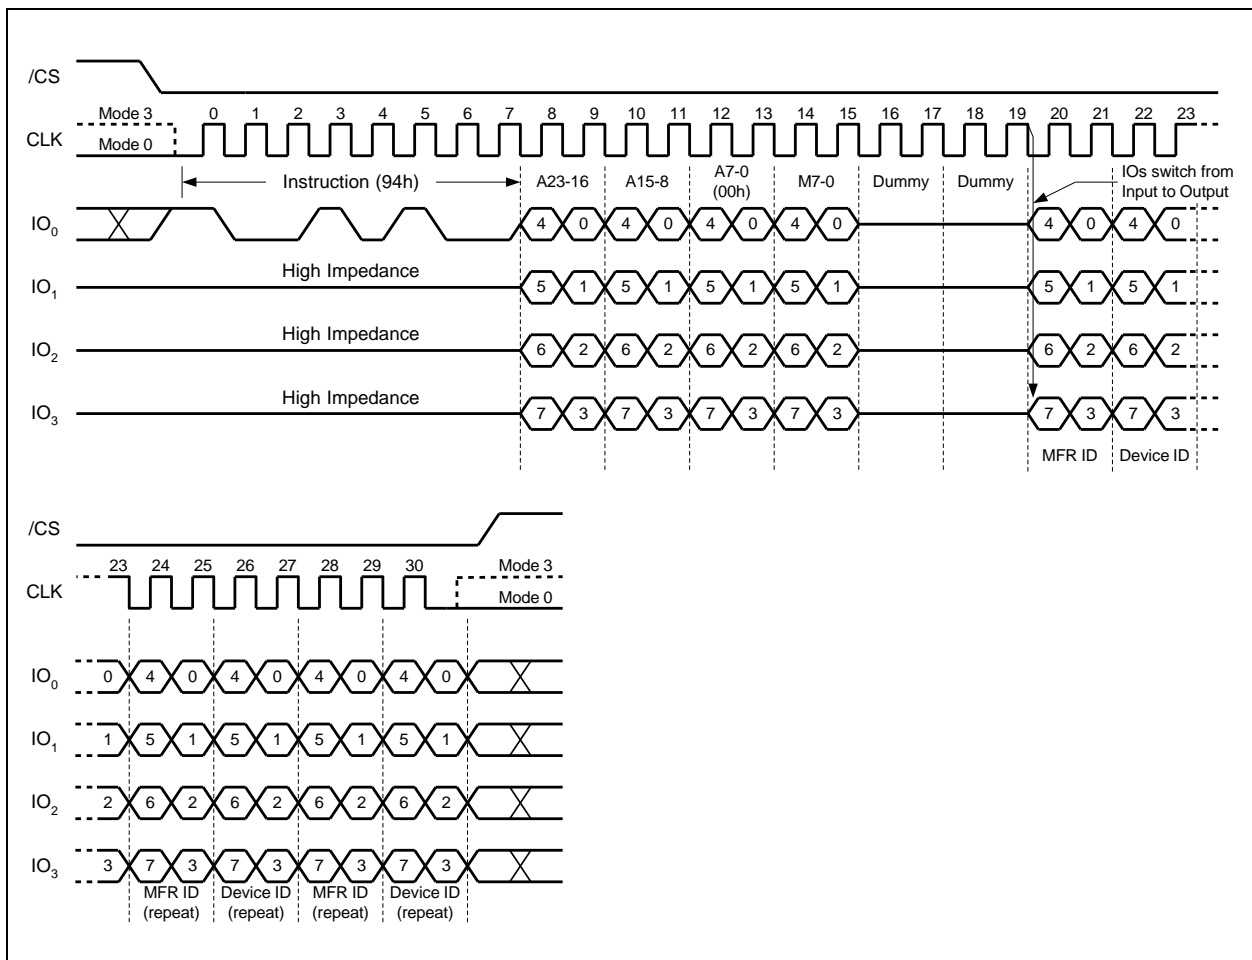 /CS
Mode 3 0 1 2 3 4 5 6 7 8 9 10 11 12 13 14 15 16 17 18 19 20 21 22 23
CLK
Mode 0
Instruction (94h) A23-16 A15-8 A7-0 (00h) M7-0 Dummy Dummy IOs switch from Input to Output
IO0 4 0 4 0 4 0 4 0 4 0 4 0
High Impedance
IO1 5 1 5 1 5 1 5 1 5 1 5 1
High Impedance
IO2 6 2 6 2 6 2 6 2 6 2 6 2
High Impedance
IO3 7 3 7 3 7 3 7 3 7 3 7 3
MFR ID Device ID
/CS
23 24 25 26 27 28 29 30 Mode 3
CLK
Mode 0
IO0 0 4 0 4 0 4 0 4 0
IO1 1 5 1 5 1 5 1 5 1
IO2 2 6 2 6 2 6 2 6 2
IO3 3 7 3 7 3 7 3 7 3
MFR ID (repeat) Device ID (repeat) MFR ID (repeat) Device ID (repeat)